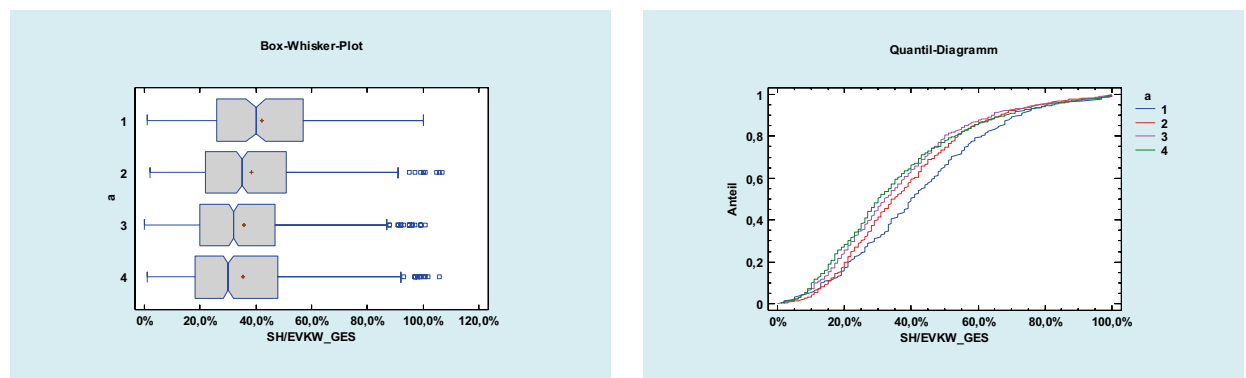 Box-Whisker-Plot
a
1
2
3
4
0% 20,0% 40,0% 60,0% 80,0% 100,0% 120,0%
SH/EVKW_GES
Quantil-Diagramm
Anteil
1
0,8
0,6
0,4
0,2
0
0% 20,0% 40,0% 60,0% 80,0% 100,0%
SH/EVKW_GES
a
1
2
3
4